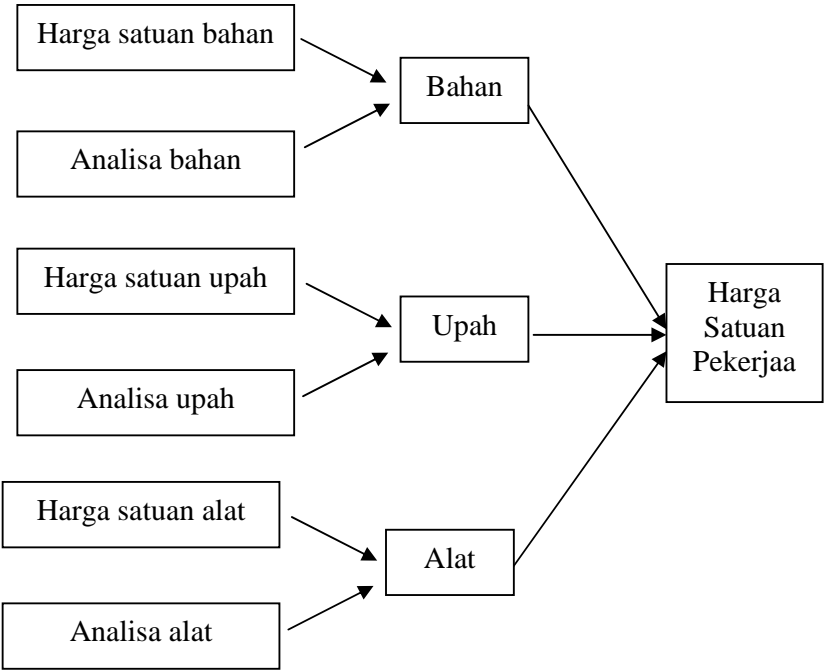 Harga satuan bahan
Analisa bahan
Bahan
Harga satuan upah
Analisa upah
Upah
Harga satuan alat
Analisa alat
Alat
Harga
Satuan
Pekerjaa